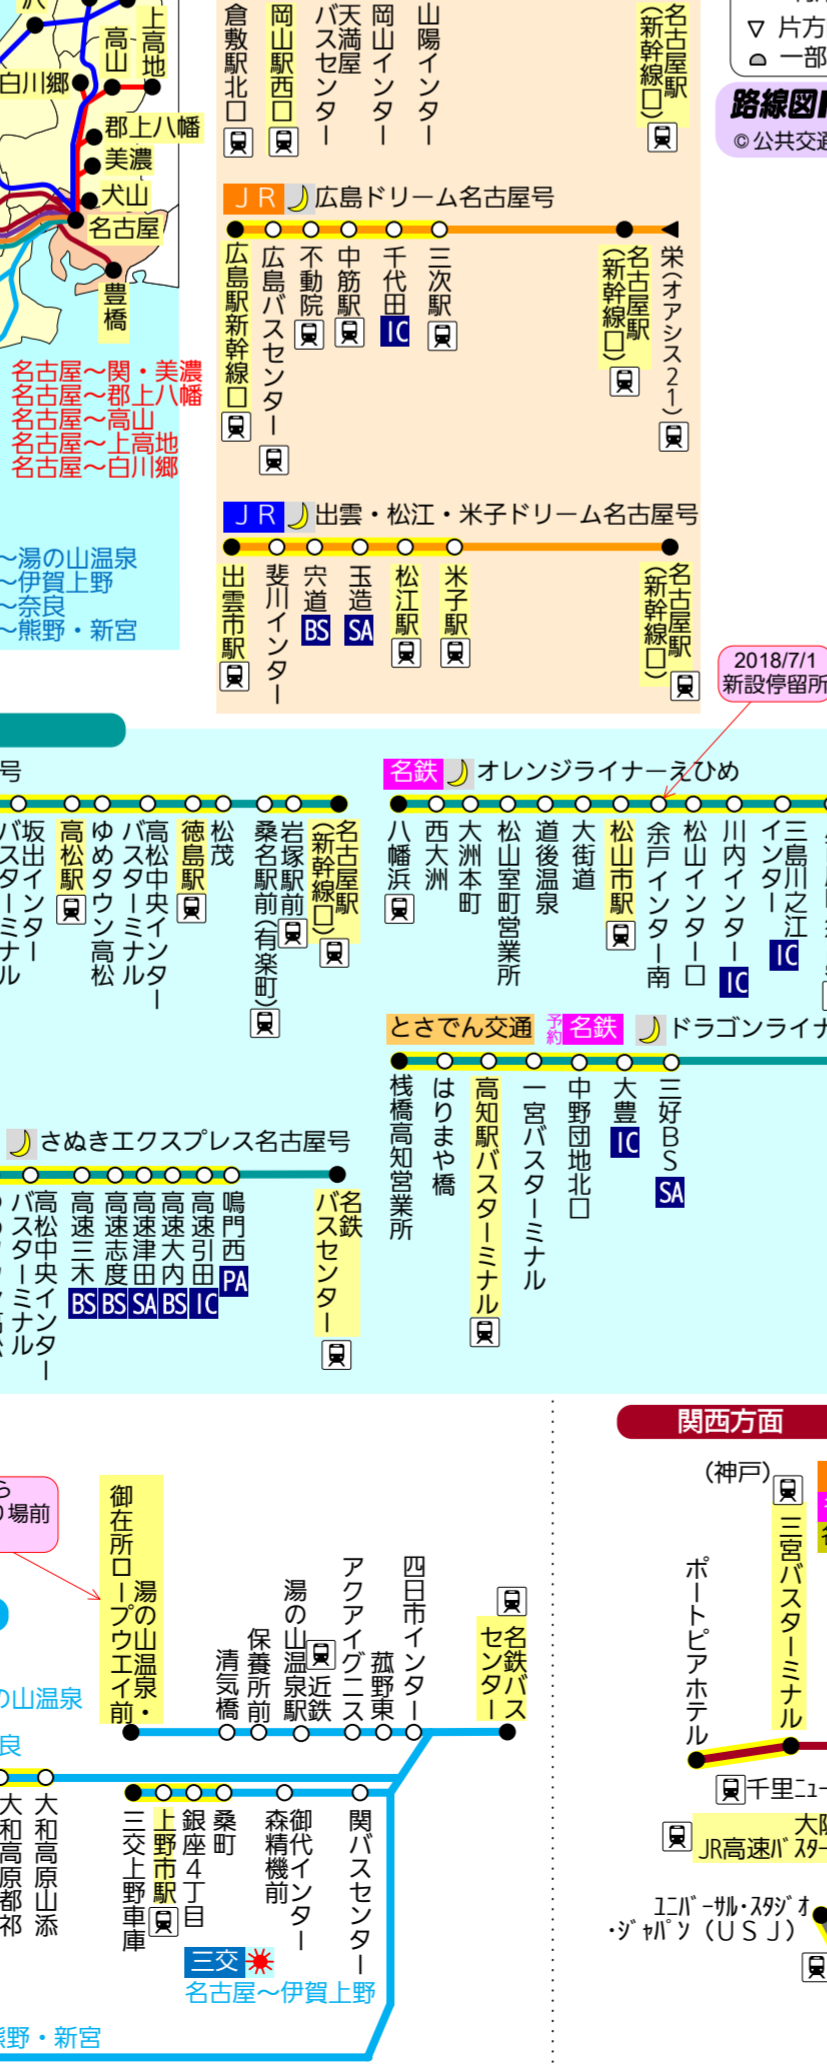 上高地
高山
白川郷
郡上八幡
美濃
犬山
名古屋
豊橋
名古屋～関・美濃
名古屋～郡上八幡
名古屋～高山
名古屋～上高地
名古屋～白川郷
～湯の山温泉
～伊賀上野
～奈良
～熊野・新宮
倉敷駅北口
岡山駅西口
天満屋
バスセンター
岡山インター
山陽インター
名古屋駅
(新幹線口)
▽ 片方
一部
路線図
©公共交通
JR 広島ドリーム名古屋号
広島駅新幹線口
広島バスセンター
不動院
中筋駅
千代田
IC
三次駅
名古屋駅
(新幹線口)
栄(オアシス21)
JR 出雲・松江・米子ドリーム名古屋号
出雲市駅
斐川インター
宍道
BS
玉造
SA
松江駅
米子駅
名古屋駅
(新幹線口)
2018/7/1
新設停留所
号
坂出インター
バスターミナル
高松駅
ゆめタウン高松
高松中央インター
バスターミナル
徳島駅
松茂
桑名駅前(有楽町)
岩塚駅前
名古屋駅
(新幹線口)
名鉄 オレンジライナーえひめ
八幡浜
西大洲
大洲本町
松山室町営業所
道後温泉
大街道
松山市駅
余戸インター南
松山インター口
川内インター
IC
三島川之江
インター
IC
とさでん交通 予約 名鉄 ドラゴンライナ
桟橋高知営業所
はりまや橋
高知駅バスターミナル
一宮バスターミナル
中野団地北口
大豊
IC
三好BS
SA
さぬきエクスプレス名古屋号
高松中央インター
バスターミナル
高速三木
BS
高速志度
BS
高速津田
SA
高速大内
BS
高速引田
IC
鳴門西
PA
名鉄
バスセンター
関西方面
(神戸)
三宮バスターミナル
ポートピアホテル
千里ニュー
JR高速バスター
ユニバーサル・スタジオ
・ジャパン（USJ）
り場前
湯の山温泉・
御在所ロープウエイ前
清気橋
保養所前
近鉄
湯の山温泉駅
アクアイグニス
菰野東
四日市インター
名鉄バス
センター
の山温泉
良
大和高原都祁
大和高原山添
三交上野車庫
上野市駅
銀座4丁目
桑町
御代インター
森精機前
関バスセンター
三交
名古屋～伊賀上野
熊野・新宮